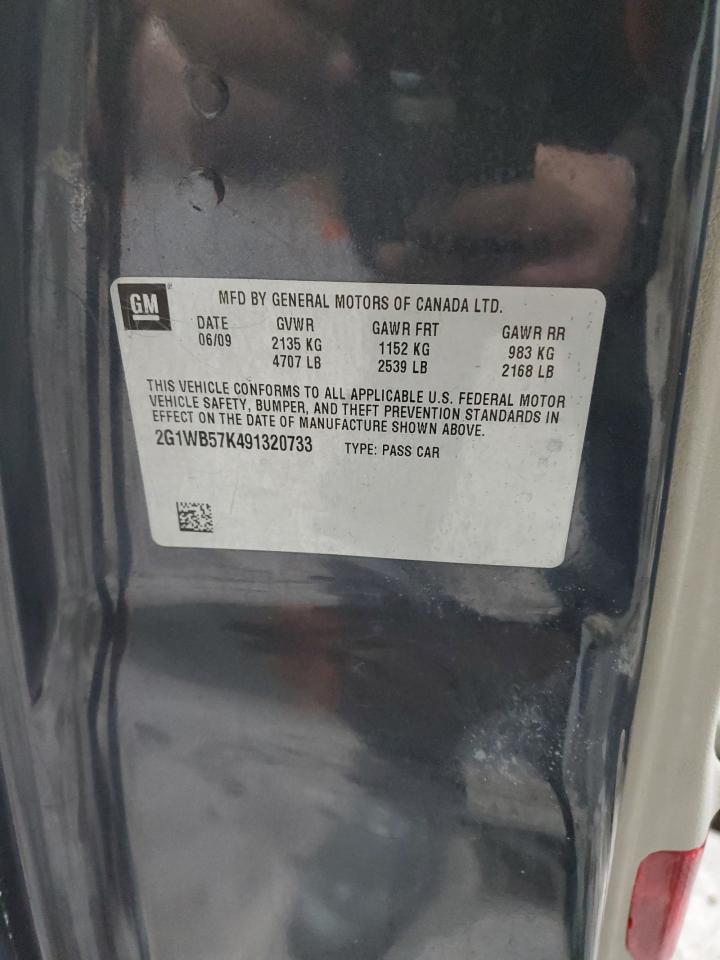 GM
MFD BY GENERAL MOTORS OF CANADA LTD.
DATE GVWR GAWR FRT GAWR RR
06/09 2135 KG 1152 KG 983 KG
4707 LB 2539 LB 2168 LB
THIS VEHICLE CONFORMS TO ALL APPLICABLE U.S. FEDERAL MOTOR
VEHICLE SAFETY, BUMPER, AND THEFT PREVENTION STANDARDS IN
EFFECT ON THE DATE OF MANUFACTURE SHOWN ABOVE.
2G1WB57K491320733 TYPE: PASS CAR